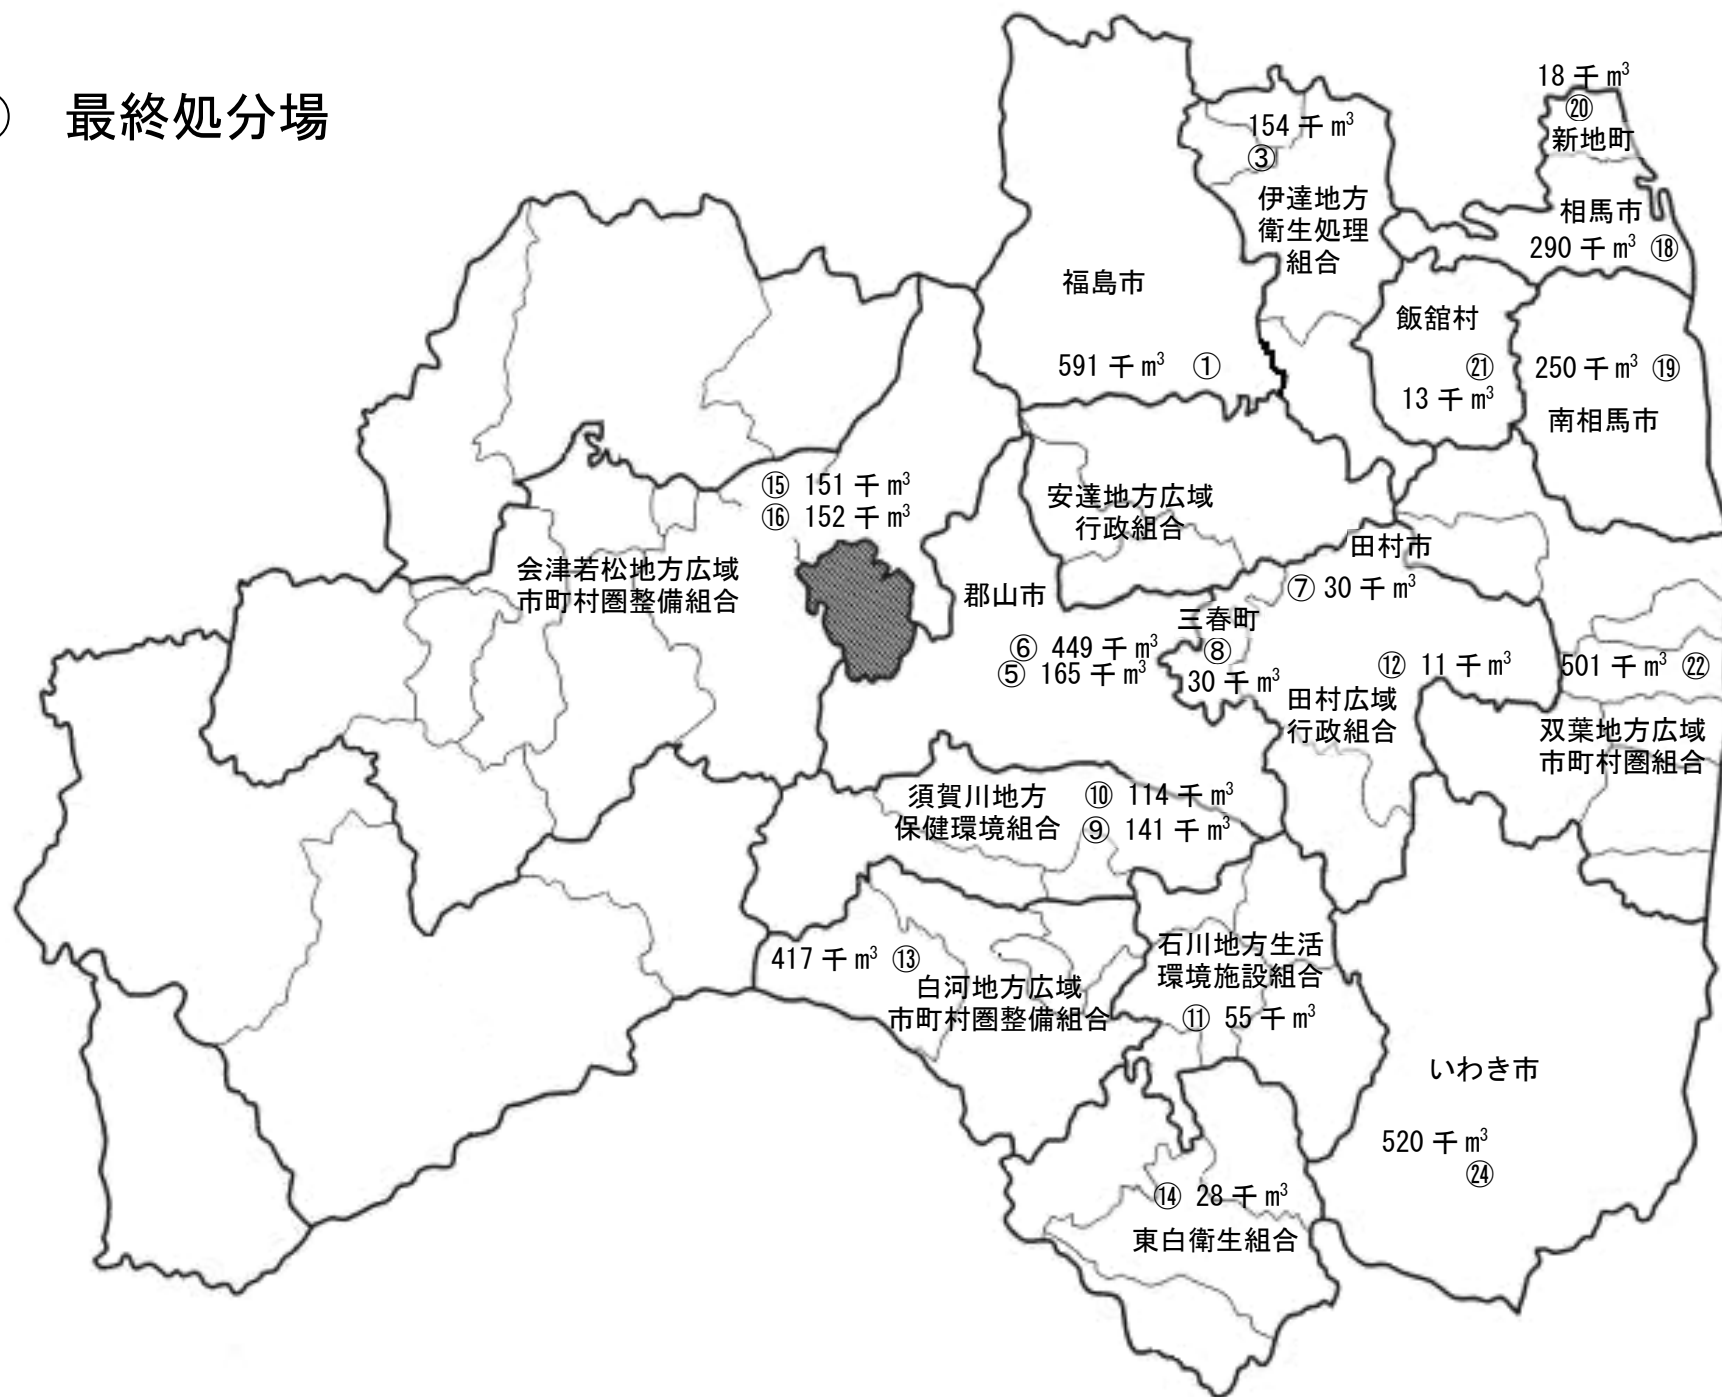 最終処分場
18 千㎥
⑳
新地町
154 千㎥
③
伊達地方
衛生処理
組合
相馬市
290 千㎥ ⑱
福島市
591 千㎥ ①
飯舘村
㉑
13 千㎥
250 千㎥ ⑲
南相馬市
⑮ 151 千㎥
⑯ 152 千㎥
安達地方広域
行政組合
会津若松地方広域
市町村圏整備組合
郡山市
⑥ 449 千㎥
⑤ 165 千㎥
田村市
⑦ 30 千㎥
三春町
⑧
30 千㎥
⑫ 11 千㎥
田村広域
行政組合
501 千㎥ ㉒
双葉地方広域
市町村圏組合
須賀川地方
保健環境組合
⑩ 114 千㎥
⑨ 141 千㎥
417 千㎥ ⑬
白河地方広域
市町村圏整備組合
石川地方生活
環境施設組合
⑪ 55 千㎥
いわき市
520 千㎥
㉔
⑭ 28 千㎥
東白衛生組合